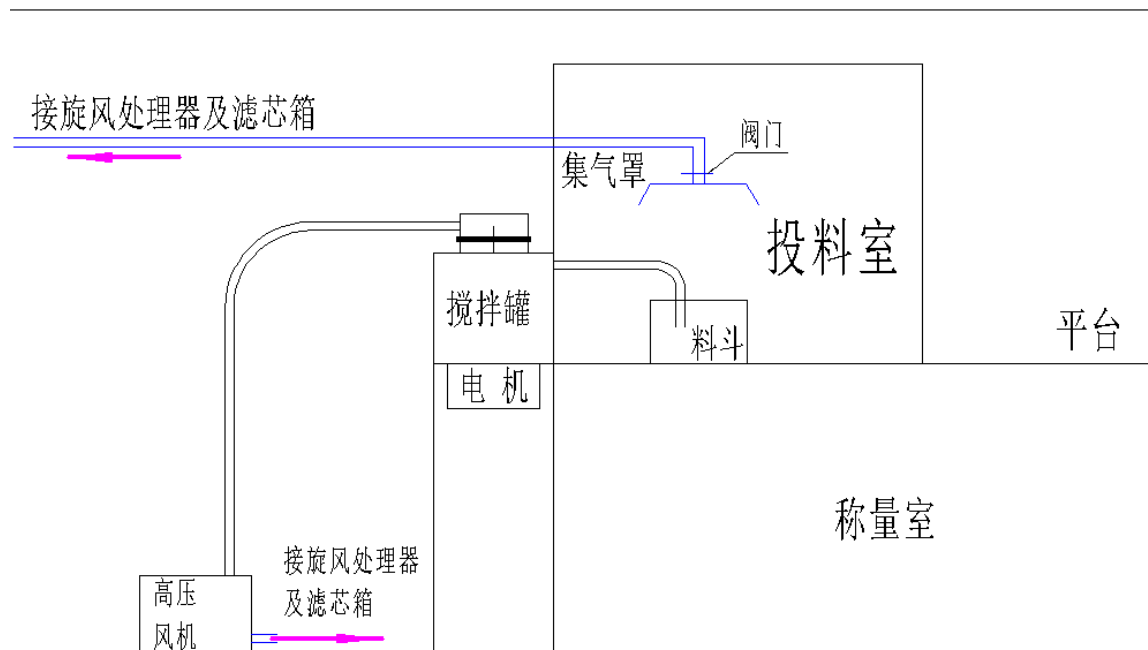 接旋风处理器及滤芯箱
阀门
集气罩
投料室
搅拌罐
料斗
平台
电 机
称量室
接旋风处理器
及滤芯箱
高压
风机